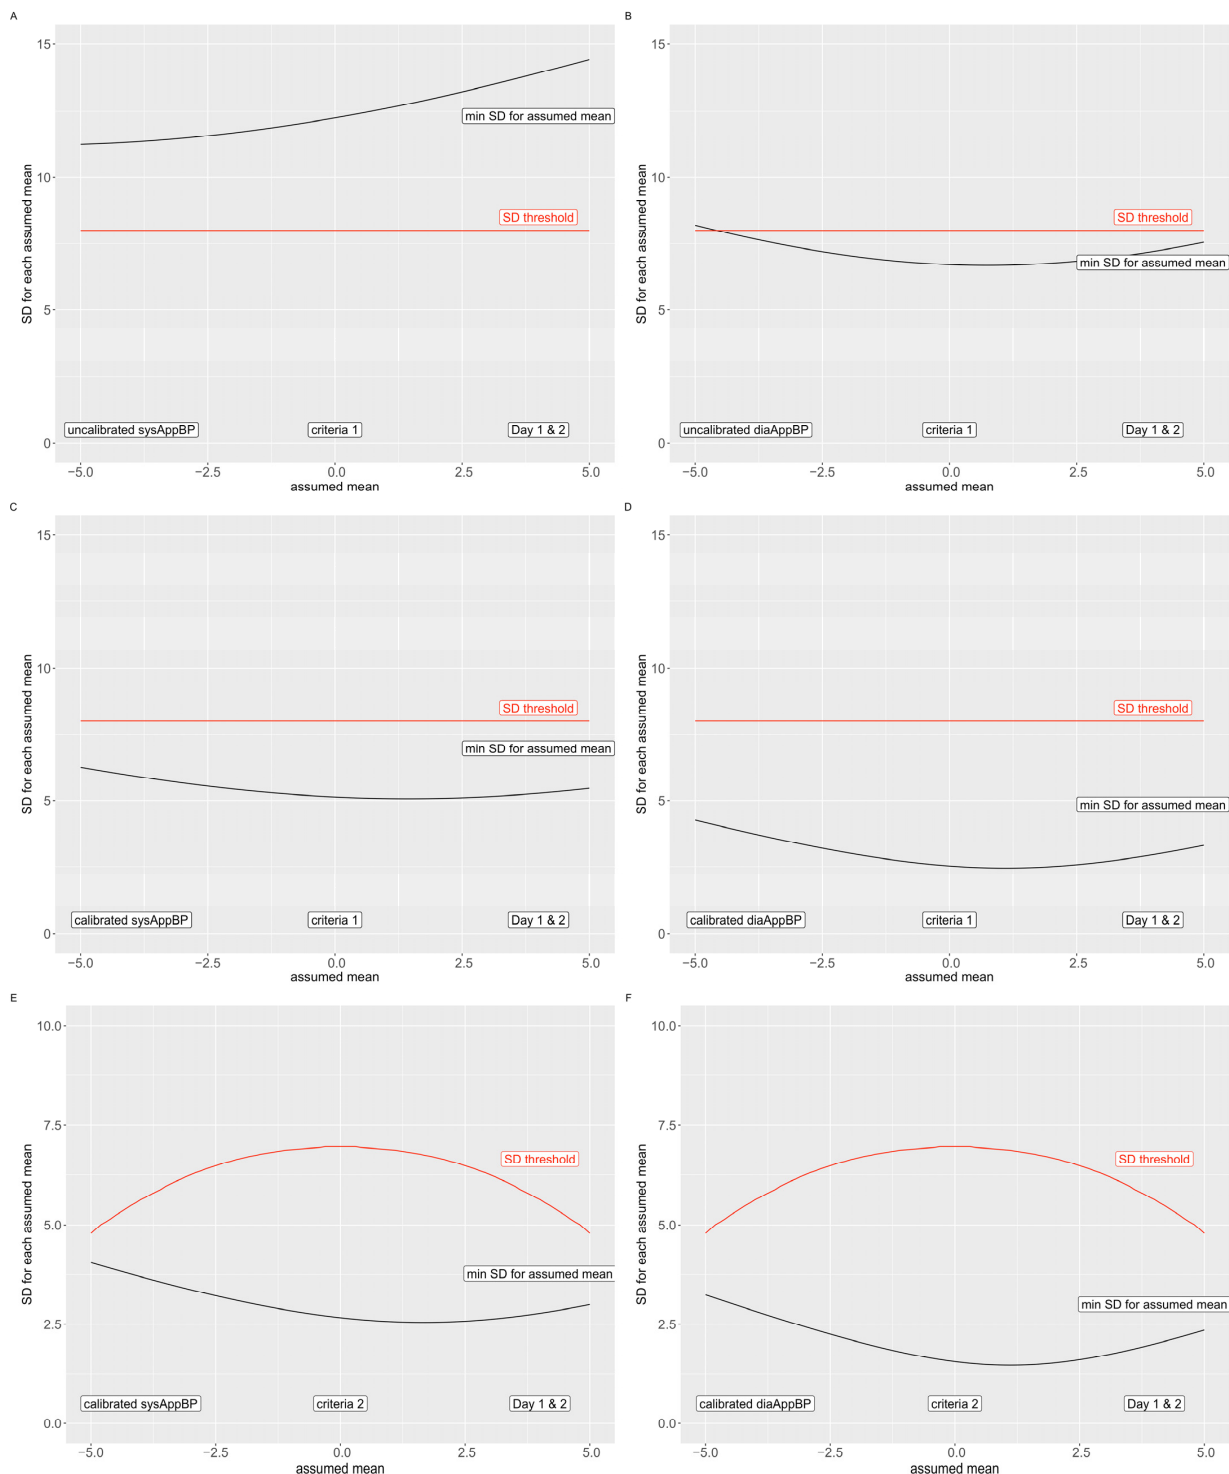 A
15
10
5
0
SD for each assumed mean
min SD for assumed mean
SD threshold
uncalibrated sysAppBP
criteria 1
Day 1 & 2
−5.0
−2.5
0.0
2.5
5.0
assumed mean
B
15
10
5
0
SD for each assumed mean
SD threshold
min SD for assumed mean
uncalibrated diaAppBP
criteria 1
Day 1 & 2
−5.0
−2.5
0.0
2.5
5.0
assumed mean
C
15
10
5
0
SD for each assumed mean
SD threshold
min SD for assumed mean
calibrated sysAppBP
criteria 1
Day 1 & 2
−5.0
−2.5
0.0
2.5
5.0
assumed mean
D
15
10
5
0
SD for each assumed mean
SD threshold
min SD for assumed mean
calibrated diaAppBP
criteria 1
Day 1 & 2
−5.0
−2.5
0.0
2.5
5.0
assumed mean
E
10.0
7.5
5.0
2.5
0.0
SD for each assumed mean
SD threshold
min SD for assumed mean
calibrated sysAppBP
criteria 2
Day 1 & 2
−5.0
−2.5
0.0
2.5
5.0
assumed mean
F
10.0
7.5
5.0
2.5
0.0
SD for each assumed mean
SD threshold
min SD for assumed mean
calibrated diaAppBP
criteria 2
Day 1 & 2
−5.0
−2.5
0.0
2.5
5.0
assumed mean